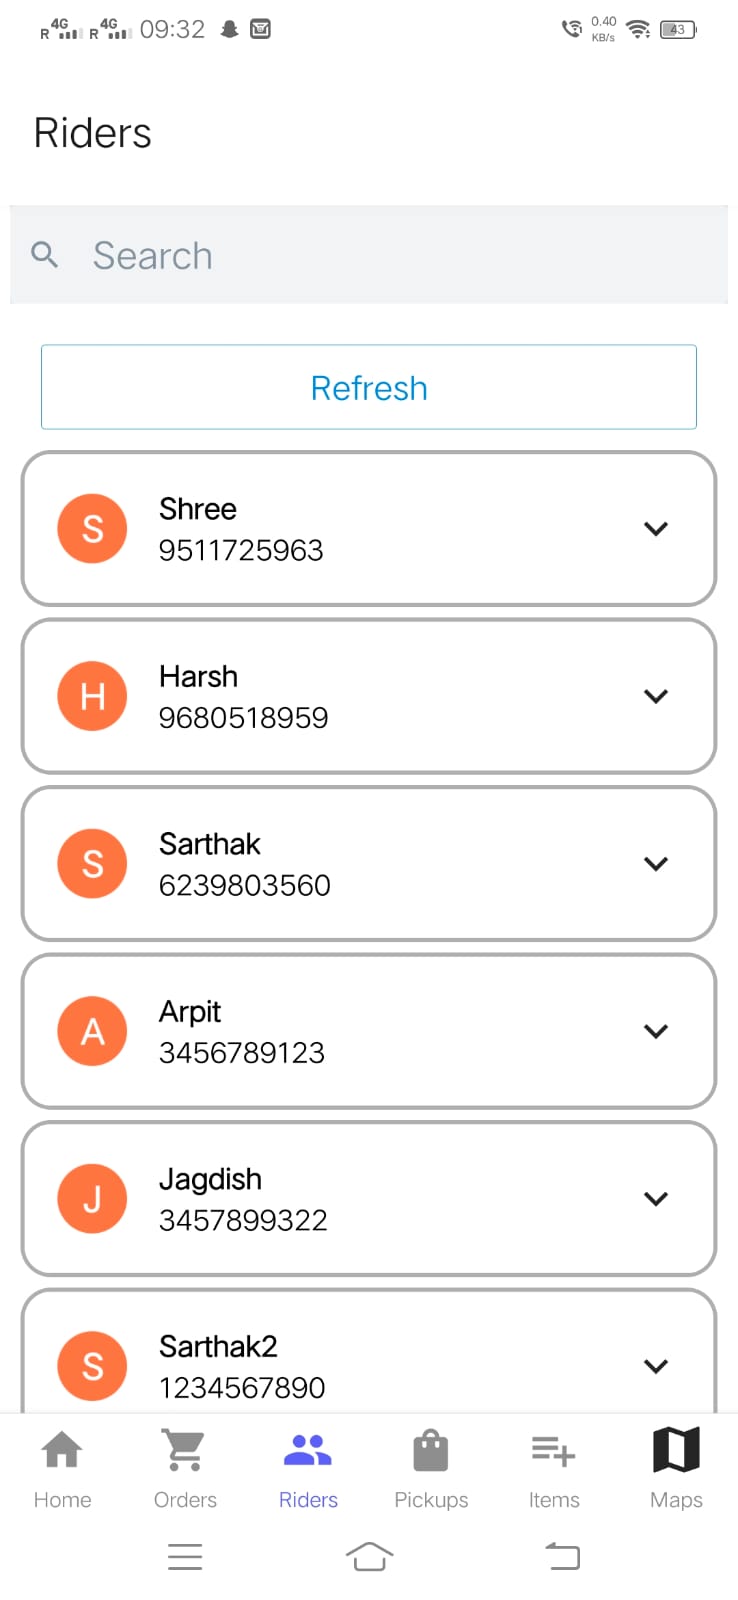 R 4G R 4G 09:32 0.40 KB/s 43
Riders
Search
Refresh
S Shree
9511725963
H Harsh
9680518959
S Sarthak
6239803560
A Arpit
3456789123
J Jagdish
3457899322
S Sarthak2
1234567890
Home Orders Riders Pickups Items Maps